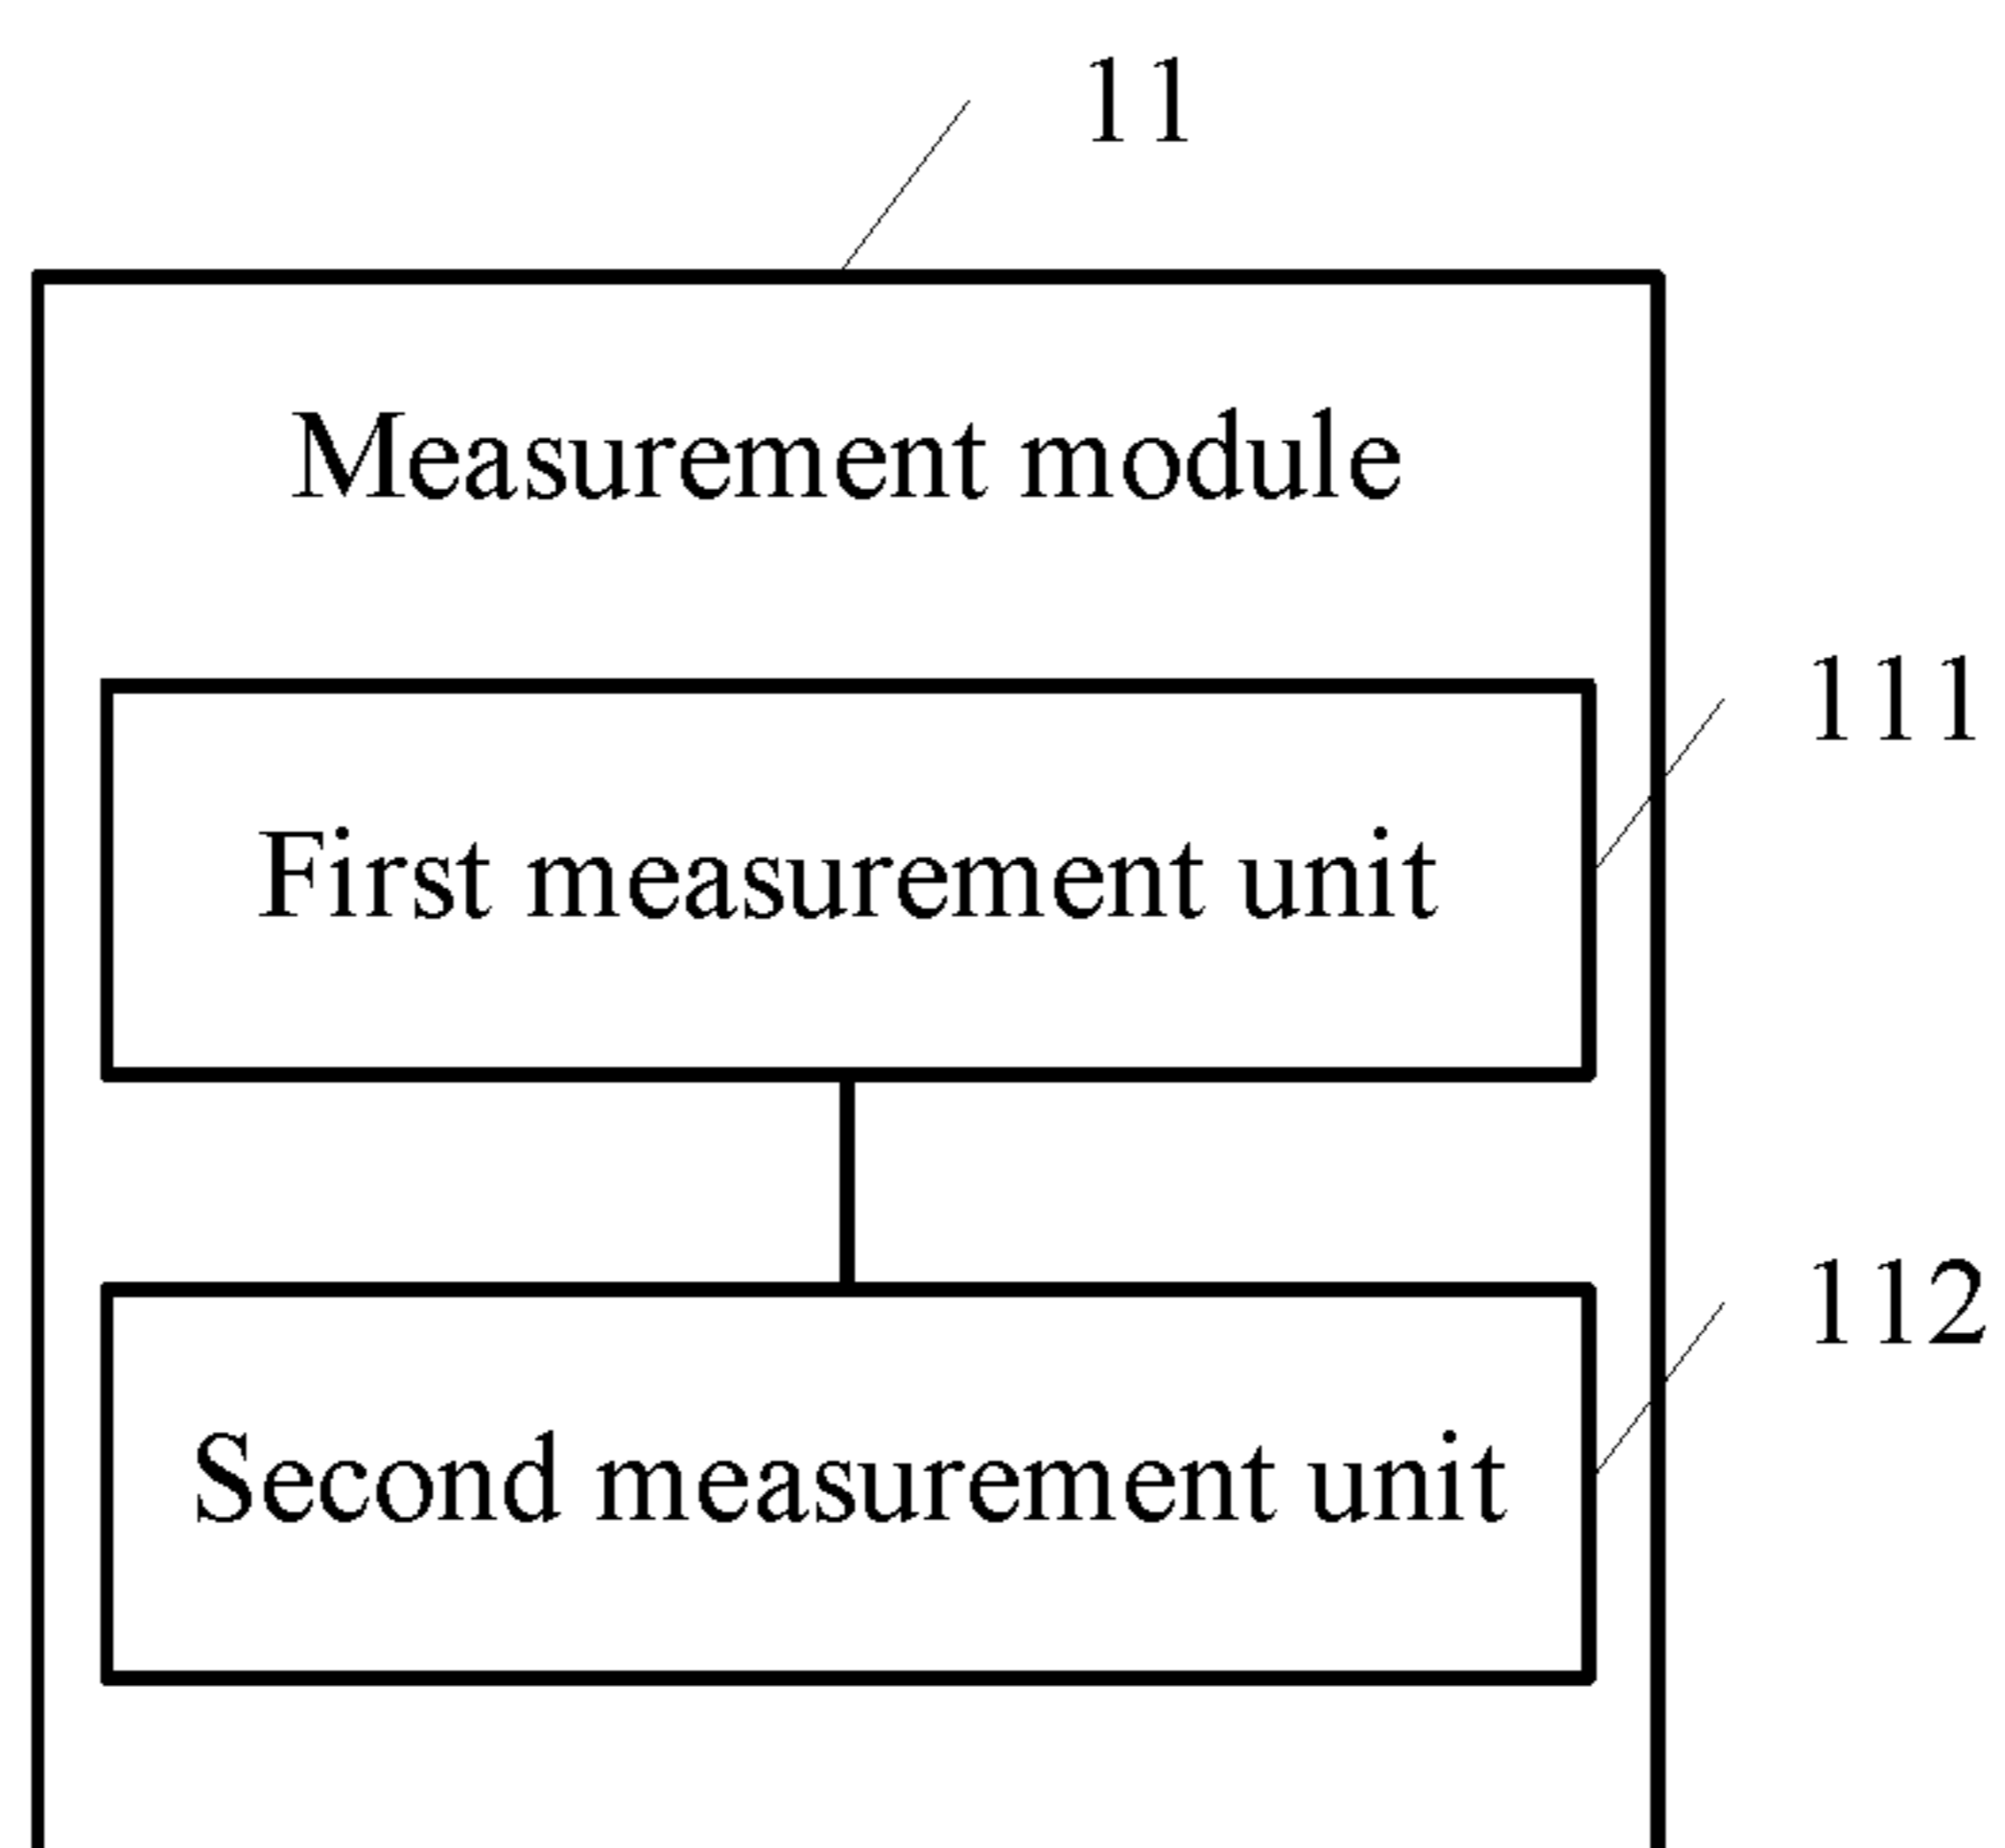 11
Measurement module
111
First measurement unit
112
Second measurement unit